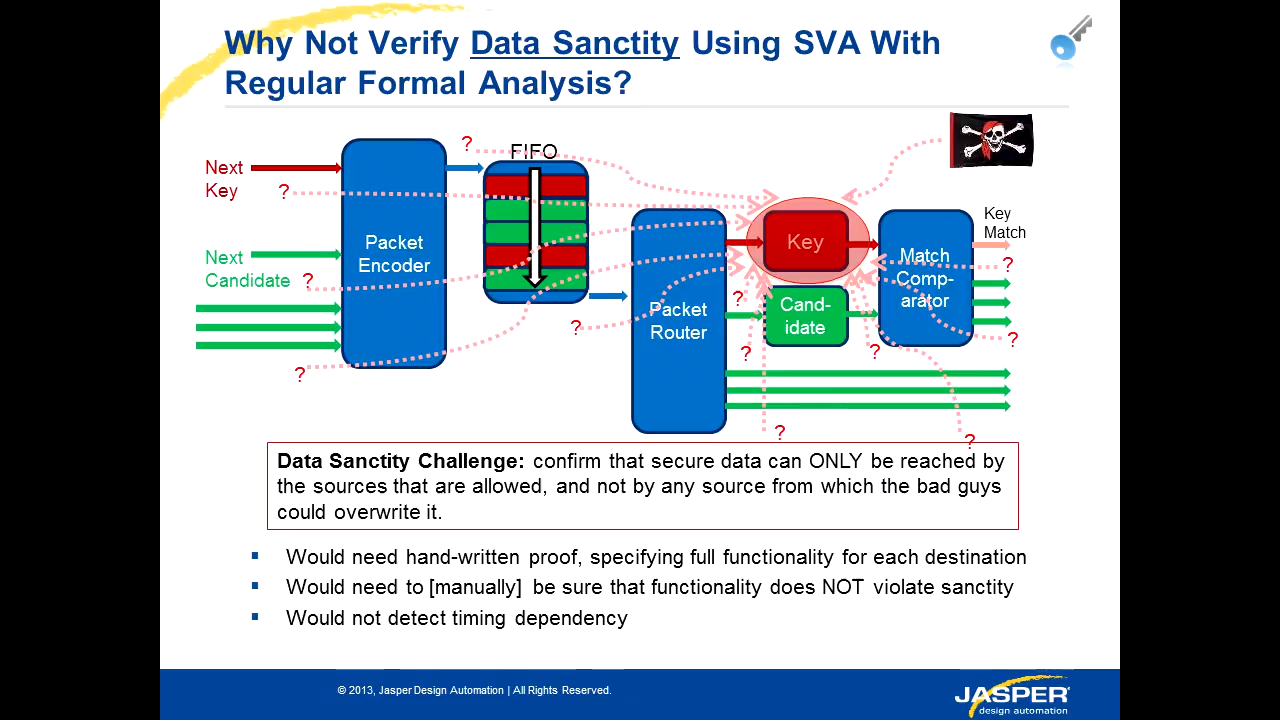 Why Not Verify Data Sanctity Using SVA With
Regular Formal Analysis?
Next
Key
?
?
FIFO
Next
Candidate
?
?
Packet
Encoder
?
Packet
Router
?
?
Key
Cand-
idate
?
?
?
Match
Comp-
arator
Key
Match
?
?
Data Sanctity Challenge: confirm that secure data can ONLY be reached by
the sources that are allowed, and not by any source from which the bad guys
could overwrite it.
Would need hand-written proof, specifying full functionality for each destination
Would need to [manually] be sure that functionality does NOT violate sanctity
Would not detect timing dependency
© 2013, Jasper Design Automation | All Rights Reserved.
JASPER
design automation